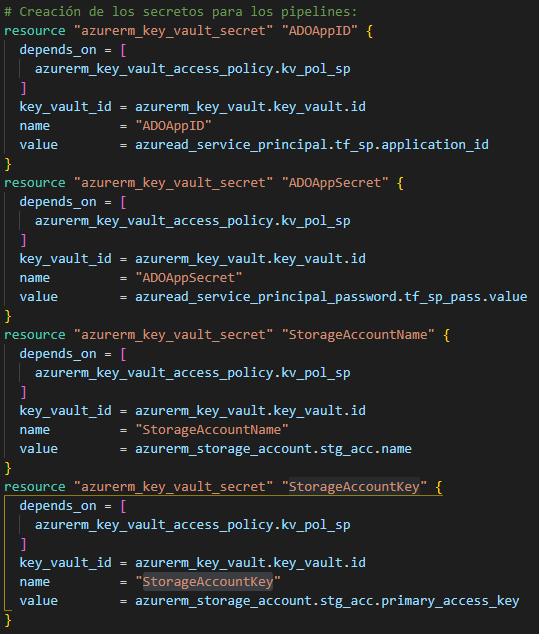 # Creación de los secretos para los pipelines:
resource "azurerm_key_vault_secret" "ADOAppID" {
  depends_on = [
    azurerm_key_vault_access_policy.kv_pol_sp
  ]
  key_vault_id = azurerm_key_vault.key_vault.id
  name         = "ADOAppID"
  value        = azuread_service_principal.tf_sp.application_id
}
resource "azurerm_key_vault_secret" "ADOAppSecret" {
  depends_on = [
    azurerm_key_vault_access_policy.kv_pol_sp
  ]
  key_vault_id = azurerm_key_vault.key_vault.id
  name         = "ADOAppSecret"
  value        = azuread_service_principal_password.tf_sp_pass.value
}
resource "azurerm_key_vault_secret" "StorageAccountName" {
  depends_on = [
    azurerm_key_vault_access_policy.kv_pol_sp
  ]
  key_vault_id = azurerm_key_vault.key_vault.id
  name         = "StorageAccountName"
  value        = azurerm_storage_account.stg_acc.name
}
resource "azurerm_key_vault_secret" "StorageAccountKey" {
  depends_on = [
    azurerm_key_vault_access_policy.kv_pol_sp
  ]
  key_vault_id = azurerm_key_vault.key_vault.id
  name         = "StorageAccountKey"
  value        = azurerm_storage_account.stg_acc.primary_access_key
}